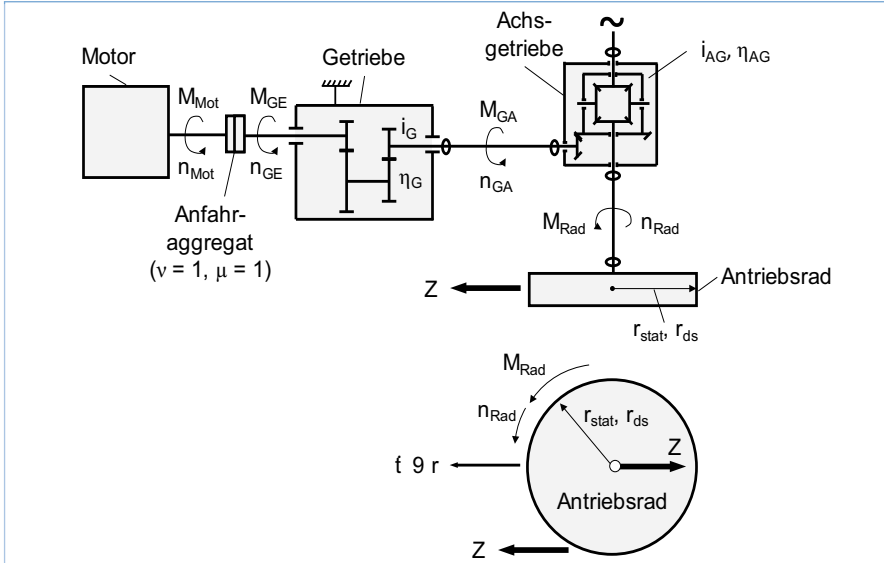 Motor
M_Mot
n_Mot
Anfahr-
aggregat
(ν = 1, μ = 1)
M_GE
n_GE
Getriebe
i_G
η_G
M_GA
n_GA
Achs-
getriebe
i_AG, η_AG
M_Rad
n_Rad
Z
Antriebsrad
r_stat, r_ds
M_Rad
n_Rad
r_stat, r_ds
Z
Antriebsrad
Z